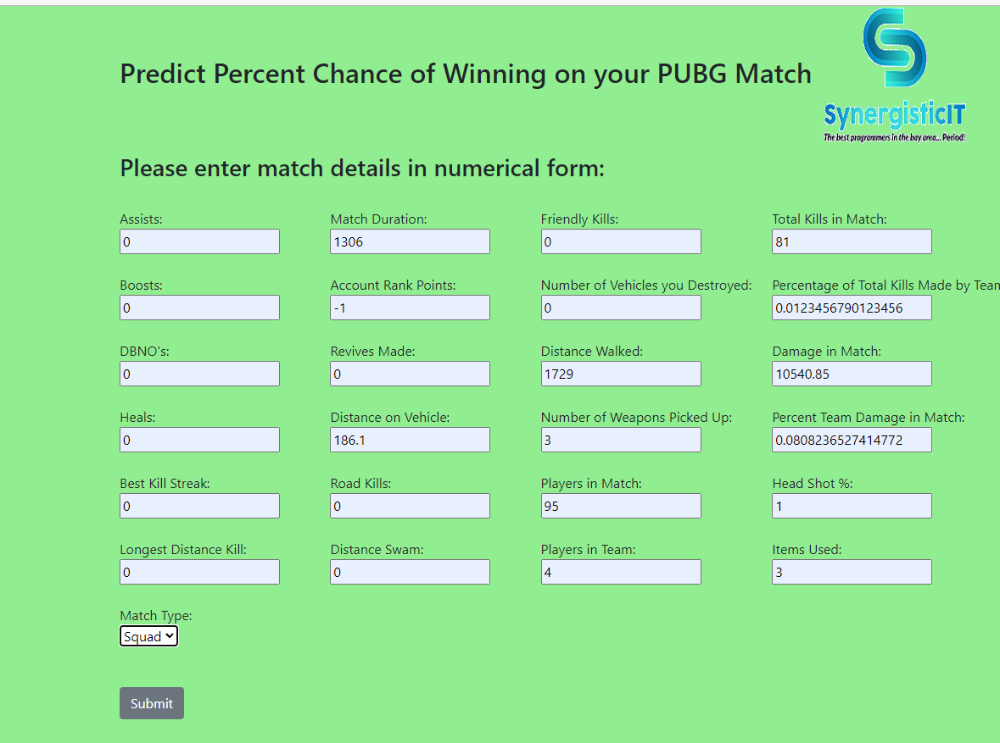 Predict Percent Chance of Winning on your PUBG Match
SynergisticIT
The best programmers in the bay area... Period!
Please enter match details in numerical form:
Assists: Match Duration: Friendly Kills: Total Kills in Match:
0 1306 0 81
Boosts: Account Rank Points: Number of Vehicles you Destroyed: Percentage of Total Kills Made by Team
0 -1 0 0.0123456790123456
DBNO's: Revives Made: Distance Walked: Damage in Match:
0 0 1729 10540.85
Heals: Distance on Vehicle: Number of Weapons Picked Up: Percent Team Damage in Match:
0 186.1 3 0.0808236527414772
Best Kill Streak: Road Kills: Players in Match: Head Shot %:
0 0 95 1
Longest Distance Kill: Distance Swam: Players in Team: Items Used:
0 0 4 3
Match Type:
Squad
Submit